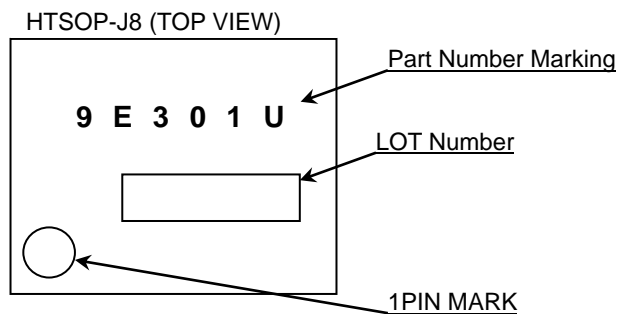 HTSOP-J8 (TOP VIEW)
Part Number Marking
9 E 3 0 1 U
LOT Number
1PIN MARK